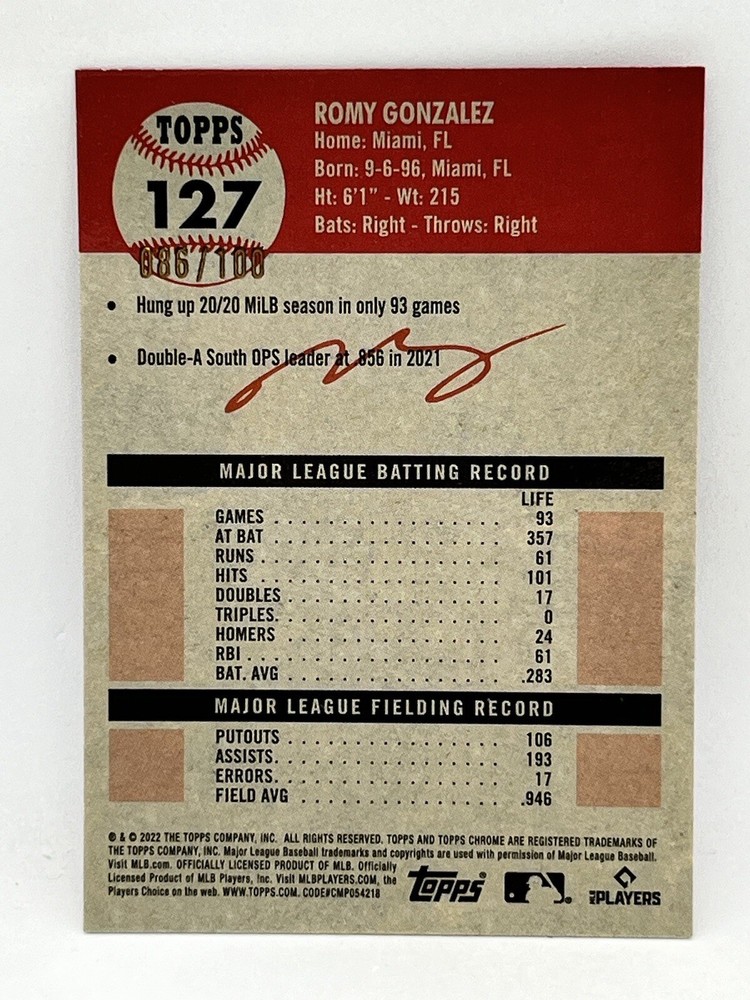 TOPPS
127
086/100
ROMY GONZALEZ
Home: Miami, FL
Born: 9-6-96, Miami, FL
Ht: 6'1" - Wt: 215
Bats: Right - Throws: Right
• Hung up 20/20 MiLB season in only 93 games
• Double-A South OPS leader at .856 in 2021
MAJOR LEAGUE BATTING RECORD
LIFE
GAMES . . . . . . . . . . . . . . . . . . 93
AT BAT . . . . . . . . . . . . . . . . . . 357
RUNS . . . . . . . . . . . . . . . . . . 61
HITS . . . . . . . . . . . . . . . . . . 101
DOUBLES . . . . . . . . . . . . . . . . . 17
TRIPLES. . . . . . . . . . . . . . . . . . 0
HOMERS . . . . . . . . . . . . . . . . . 24
RBI . . . . . . . . . . . . . . . . . . . 61
BAT. AVG . . . . . . . . . . . . . . . . . .283
MAJOR LEAGUE FIELDING RECORD
PUTOUTS . . . . . . . . . . . . . . . . 106
ASSISTS. . . . . . . . . . . . . . . . . 193
ERRORS. . . . . . . . . . . . . . . . . 17
FIELD AVG . . . . . . . . . . . . . . . .946
® & © 2022 THE TOPPS COMPANY, INC. ALL RIGHTS RESERVED. TOPPS AND TOPPS CHROME ARE REGISTERED TRADEMARKS OF
THE TOPPS COMPANY, INC. Major League Baseball trademarks and copyrights are used with permission of Major League Baseball.
Visit MLB.com. OFFICIALLY LICENSED PRODUCT OF MLB. Officially
Licensed Product of MLB Players, Inc. Visit MLBPLAYERS.COM, the
Players Choice on the web. WWW.TOPPS.COM. CODE#CMP054218
topps
MLB PLAYERS